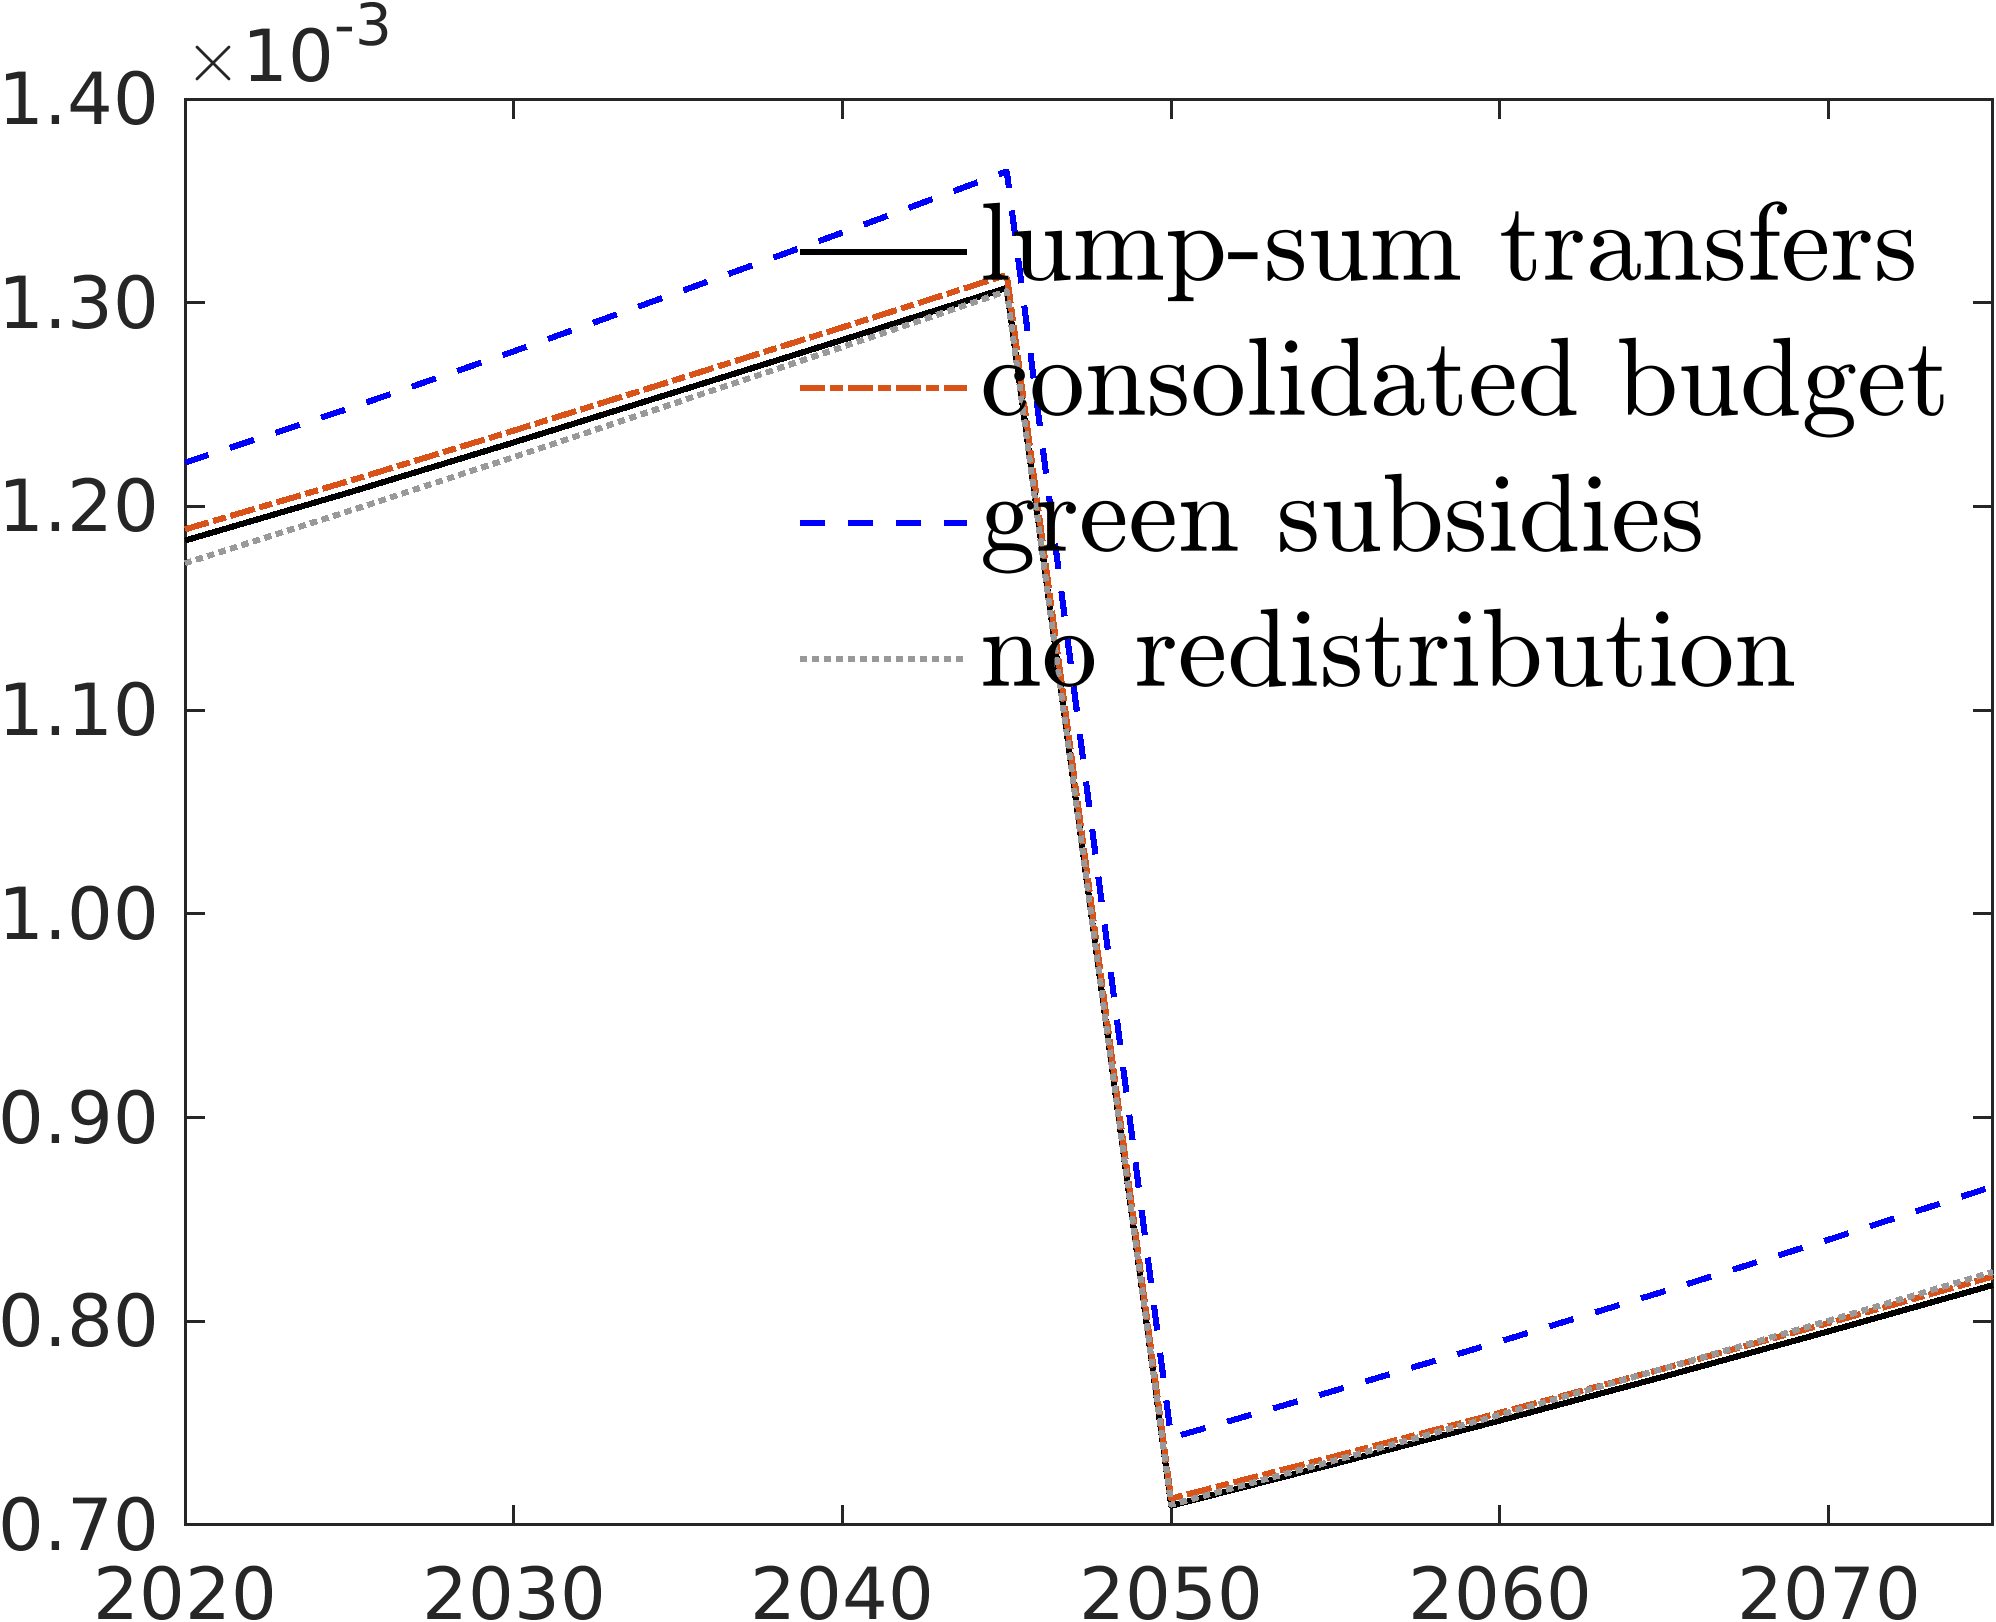 ×10-3
1.40
1.30
1.20
1.10
1.00
0.90
0.80
0.70
lump-sum transfers
consolidated budget
green subsidies
no redistribution
2020 2030 2040 2050 2060 2070